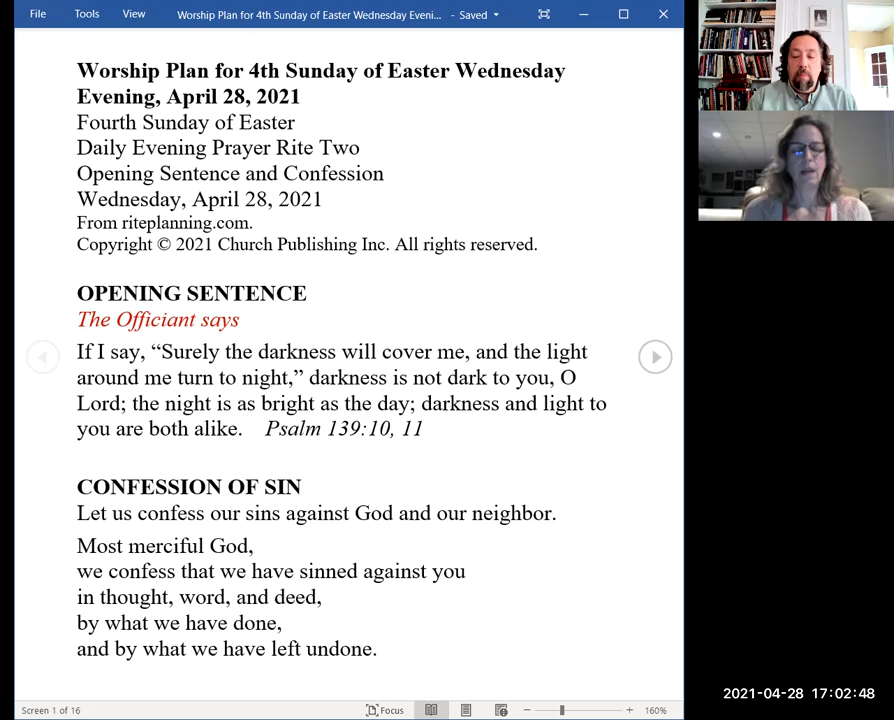 File Tools View Worship Plan for 4th Sunday of Easter Wednesday Eveni... - Saved
Worship Plan for 4th Sunday of Easter Wednesday
Evening, April 28, 2021
Fourth Sunday of Easter
Daily Evening Prayer Rite Two
Opening Sentence and Confession
Wednesday, April 28, 2021
From riteplanning.com.
Copyright © 2021 Church Publishing Inc. All rights reserved.
OPENING SENTENCE
The Officiant says
If I say, “Surely the darkness will cover me, and the light
around me turn to night,” darkness is not dark to you, O
Lord; the night is as bright as the day; darkness and light to
you are both alike. Psalm 139:10, 11
CONFESSION OF SIN
Let us confess our sins against God and our neighbor.
Most merciful God,
we confess that we have sinned against you
in thought, word, and deed,
by what we have done,
and by what we have left undone.
2021-04-28 17:02:48
Screen 1 of 16 Focus 160%